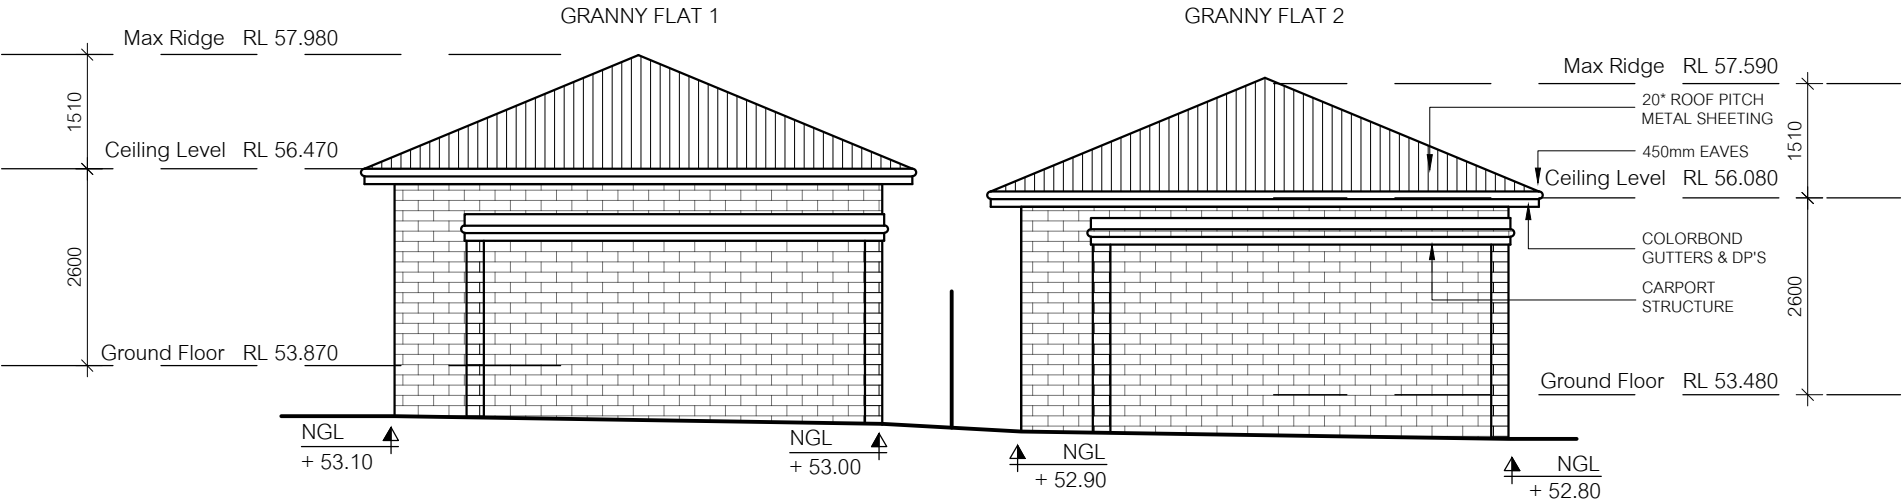 GRANNY FLAT 1
GRANNY FLAT 2
Max Ridge RL 57.980
1510
Ceiling Level RL 56.470
2600
Ground Floor RL 53.870
Max Ridge RL 57.590
20* ROOF PITCH
METAL SHEETING
1510
450mm EAVES
Ceiling Level RL 56.080
COLORBOND
GUTTERS & DP'S
CARPORT
STRUCTURE
2600
Ground Floor RL 53.480
NGL
+ 53.10
NGL
+ 53.00
NGL
+ 52.90
NGL
+ 52.80